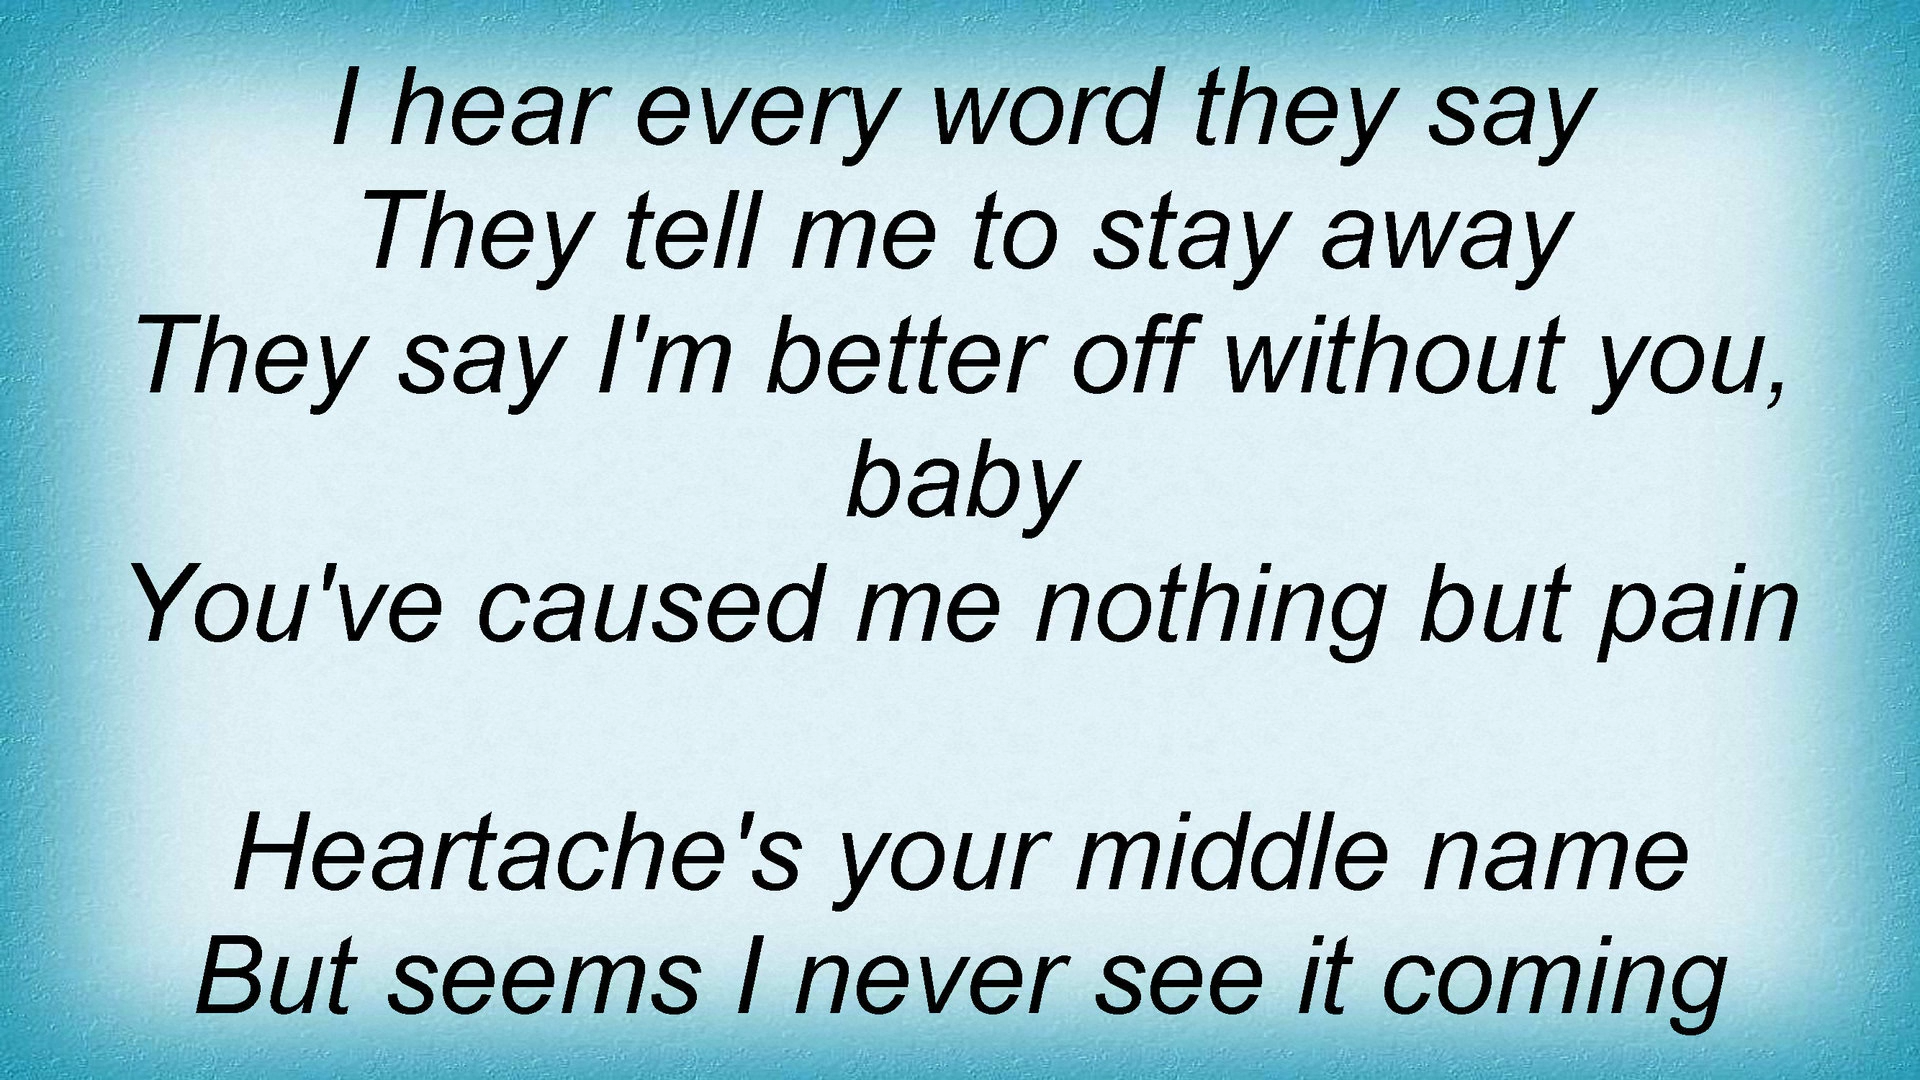 I hear every word they say
They tell me to stay away
They say I'm better off without you,
baby
You've caused me nothing but pain
Heartache's your middle name
But seems I never see it coming